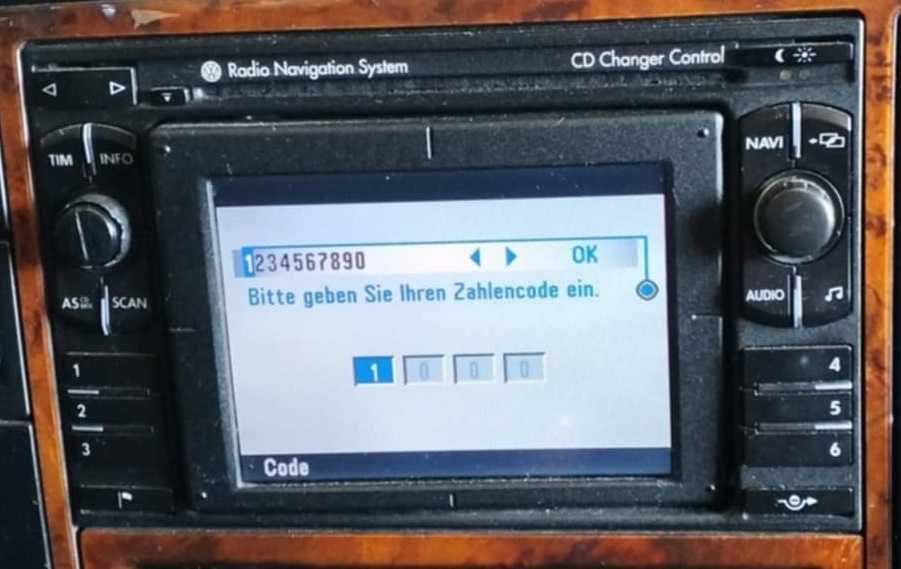 Radio Navigation System
CD Changer Control
TIM
INFO
NAVI
1234567890
OK
Bitte geben Sie Ihren Zahlencode ein.
AS
SCAN
AUDIO
1 0 0 0
1
2
3
4
5
6
Code